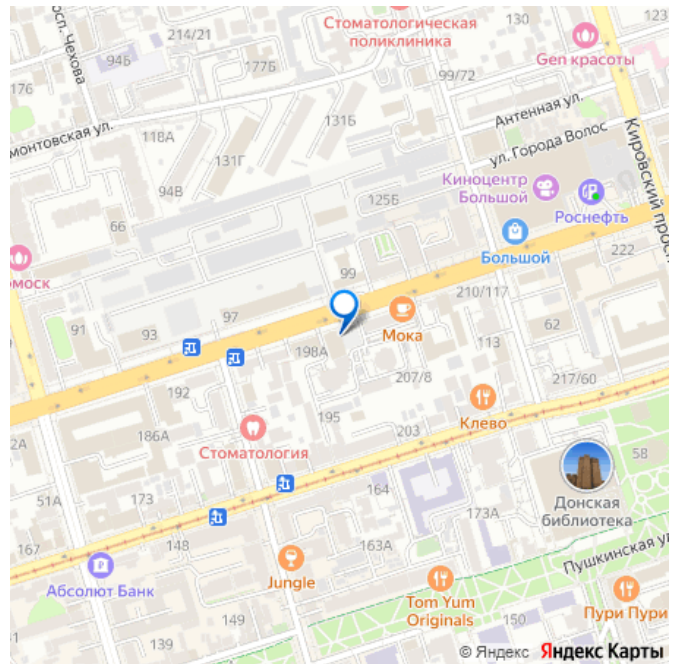 Стоматологическая
поликлиника
130
123
Gen красоты
214/21
просп. Чехова
94Б
177Б
176
99/72
Антенная ул.
131Б
монтовская ул.
118А
ул. Города Волос
Кировский просп
131Г
Киноцентр
Большой
94В
125Б
Роснефть
66
Большой
222
омоск
99
210/117
97
91
93
Мока
62
198А
113
207/8
217/60
192
195
Клево
2А
186А
Стоматология
203
58
51А
173
164
Донская
библиотека
173А
167
148
163А
Пушкинская ул
Абсолют Банк
Jungle
Tom Yum
Originals
149
150
Пури Пури
139
© Яндекс Яндекс Карты